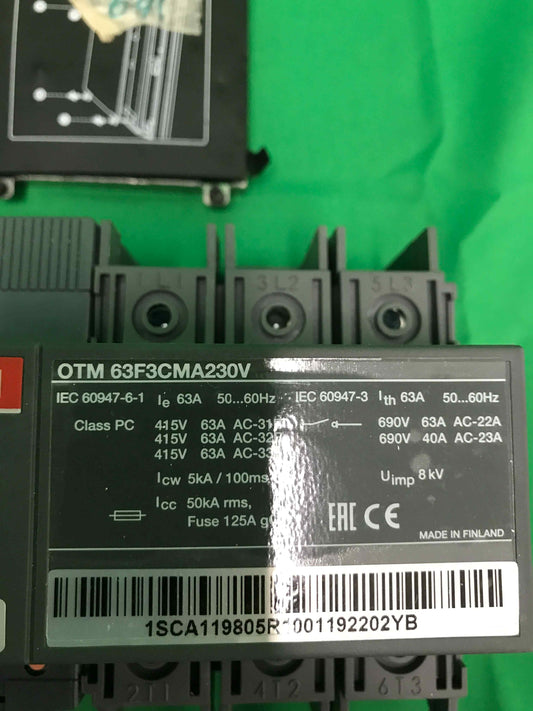 1L1 3L2 5L3
OTM 63F3CMA230V
IEC 60947-6-1 Ie 63A 50...60Hz
Class PC 415V 63A AC-31
415V 63A AC-32
415V 63A AC-33
Icw 5kA / 100ms
Icc 50kA rms,
Fuse 125A
IEC 60947-3 Ith 63A 50...60Hz
690V 63A AC-22A
690V 40A AC-23A
Uimp 8 kV
EAC CE
MADE IN FINLAND
1SCA119805R1001192202YB
2T1 4T2 6T3